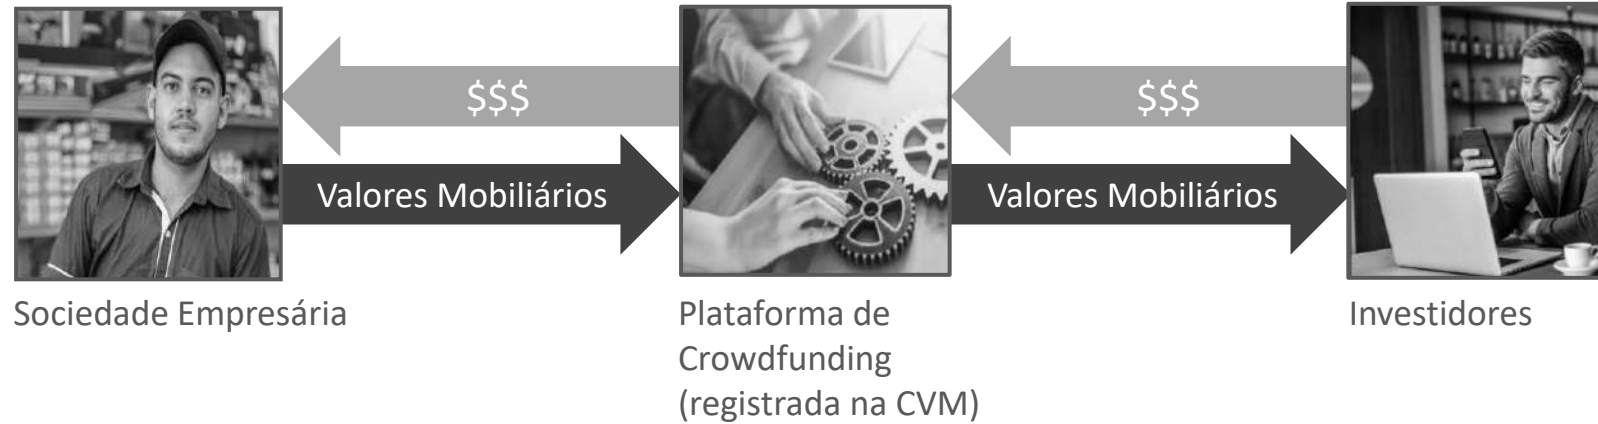 $$$
$$$
Valores Mobiliários
Valores Mobiliários
Sociedade Empresária
Plataforma de
Crowdfunding
(registrada na CVM)
Investidores